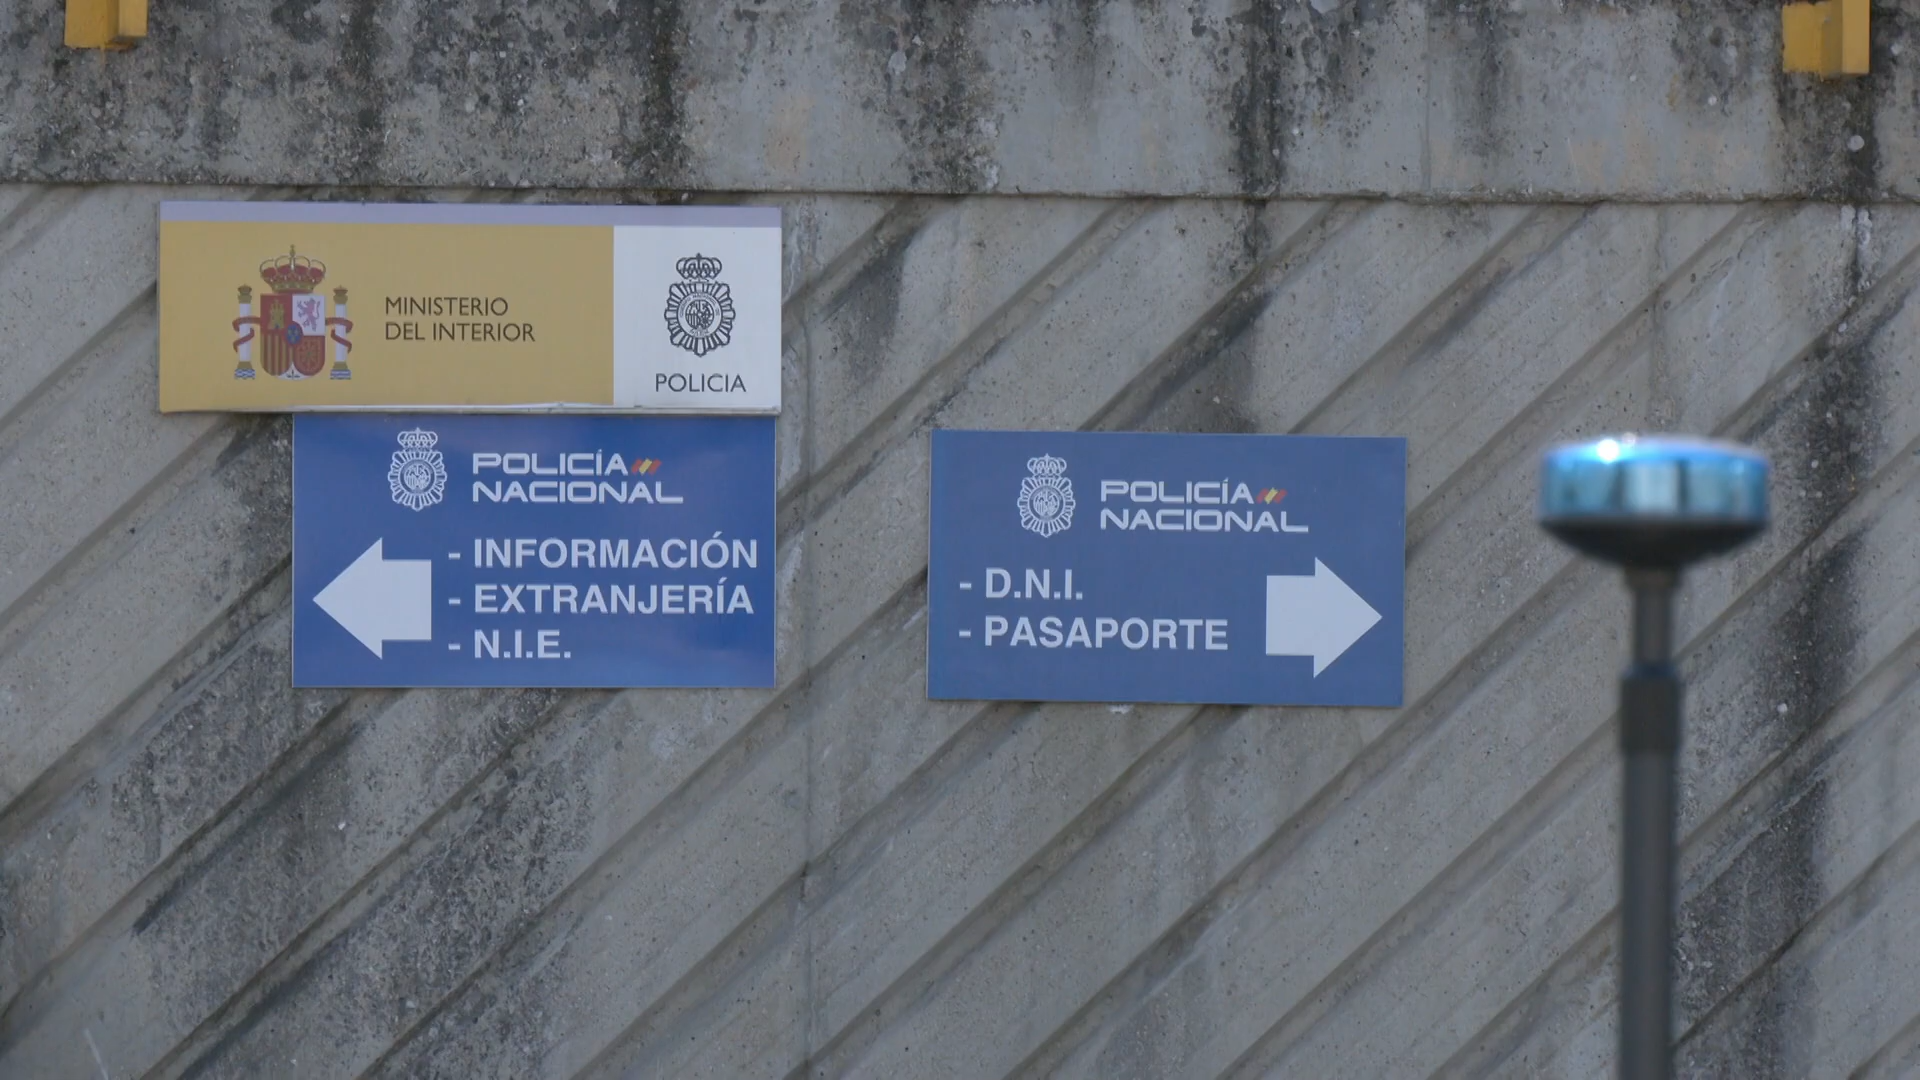 MINISTERIO
DEL INTERIOR
POLICIA
POLICÍA
NACIONAL
- INFORMACIÓN
- EXTRANJERÍA
- N.I.E.
POLICÍA
NACIONAL
- D.N.I.
- PASAPORTE